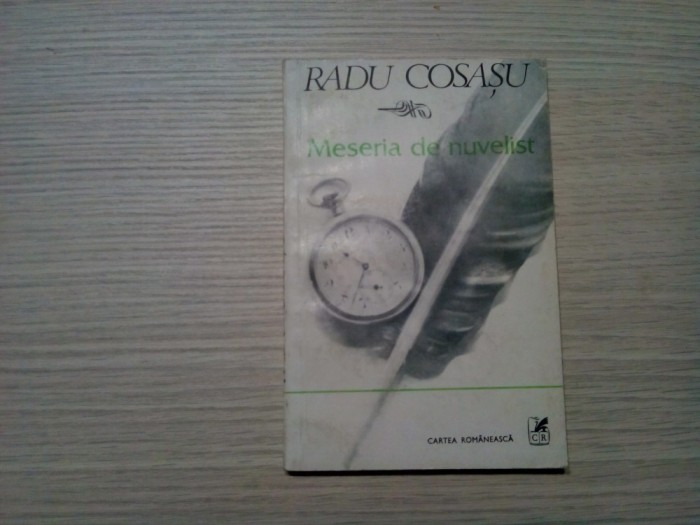 RADU COSAȘU
Meseria de nuvelist
CARTEA ROMÂNEASCĂ
CR